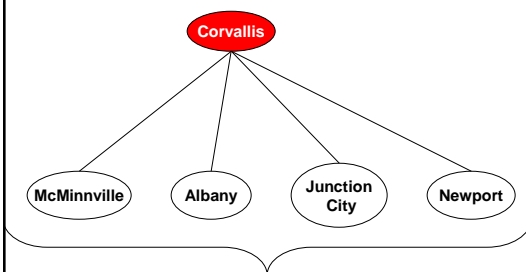 Corvallis
McMinnville
Albany
Junction
City
Newport